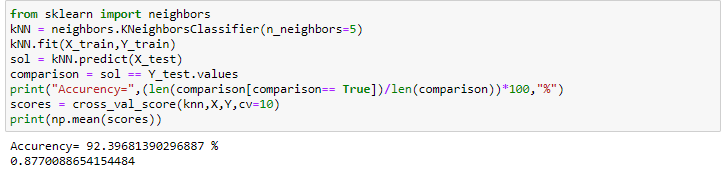 from sklearn import neighbors
kNN = neighbors.KNeighborsClassifier(n_neighbors=5)
kNN.fit(X_train,Y_train)
sol = kNN.predict(X_test)
comparison = sol == Y_test.values
print("Accurency=",(len(comparison[comparison== True])/len(comparison))*100,"%")
scores = cross_val_score(knn,X,Y,cv=10)
print(np.mean(scores))
Accurency= 92.39681390296887 %
0.8770088654154484